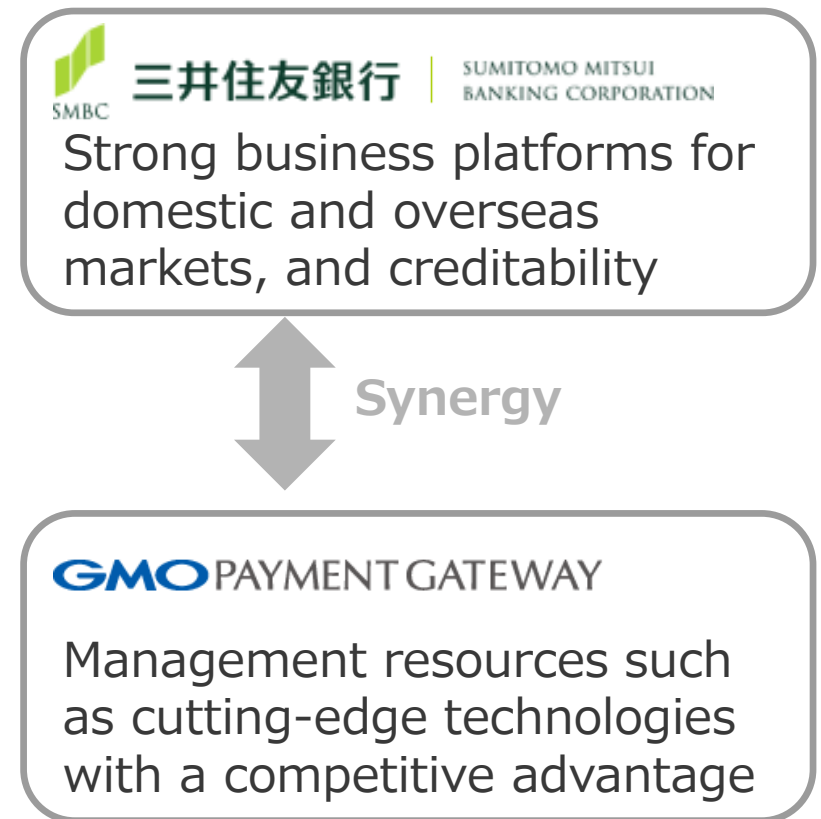 SMBC
三井住友銀行
SUMITOMO MITSUI
BANKING CORPORATION
Strong business platforms for
domestic and overseas
markets, and creditability
Synergy
GMO PAYMENT GATEWAY
Management resources such
as cutting-edge technologies
with a competitive advantage